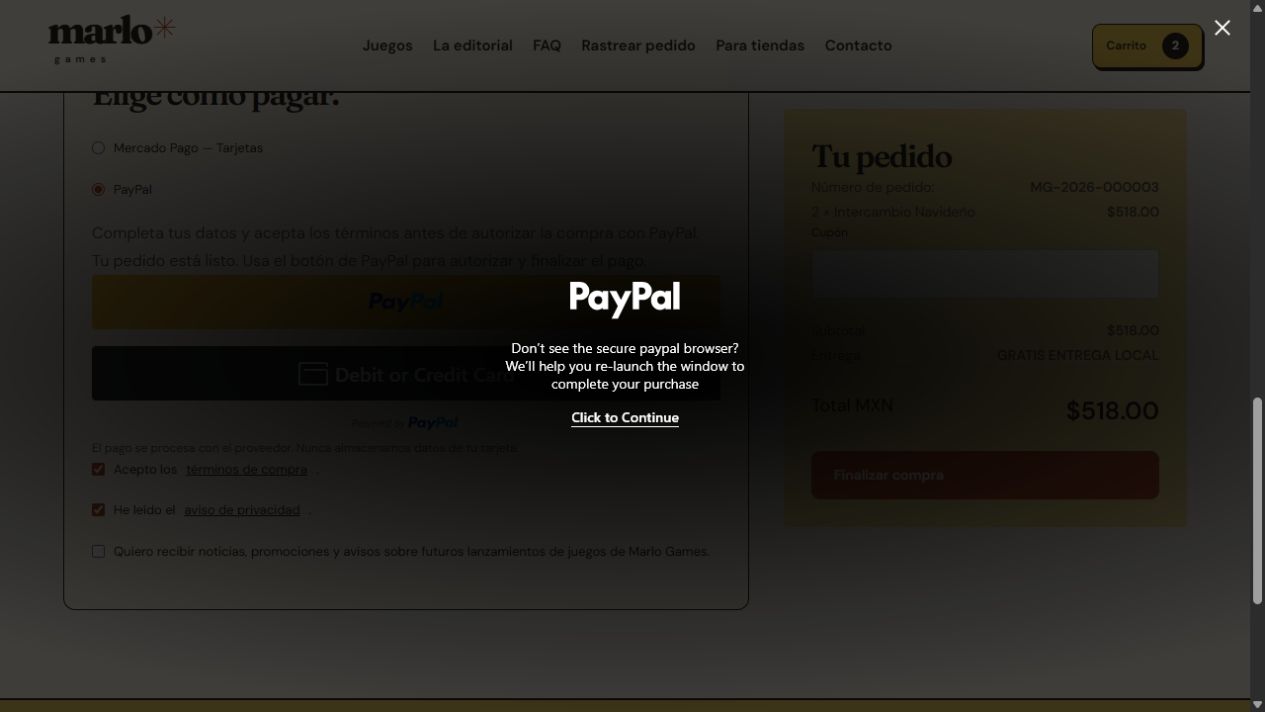 marlo
games
Juegos
La editorial
FAQ
Rastrear pedido
Para tiendas
Contacto
Carrito 2
Elige cómo pagar.
Mercado Pago — Tarjetas
PayPal
Completa tus datos y acepta los términos antes de autorizar la compra con PayPal.
Tu pedido está listo. Usa el botón de PayPal para autorizar y finalizar el pago.
PayPal
Debit or Credit Card
Powered by PayPal
El pago se procesa con el proveedor. Nunca almacenamos datos de tu tarjeta.
Acepto los términos de compra .
He leído el aviso de privacidad .
Quiero recibir noticias, promociones y avisos sobre futuros lanzamientos de juegos de Marlo Games.
PayPal
Don't see the secure paypal browser?
We'll help you re-launch the window to
complete your purchase
Click to Continue
Tu pedido
Número de pedido: MG-2026-000003
2 × Intercambio Navideño $518.00
Cupón
Subtotal $518.00
Entrega GRATIS ENTREGA LOCAL
Total MXN $518.00
Finalizar compra